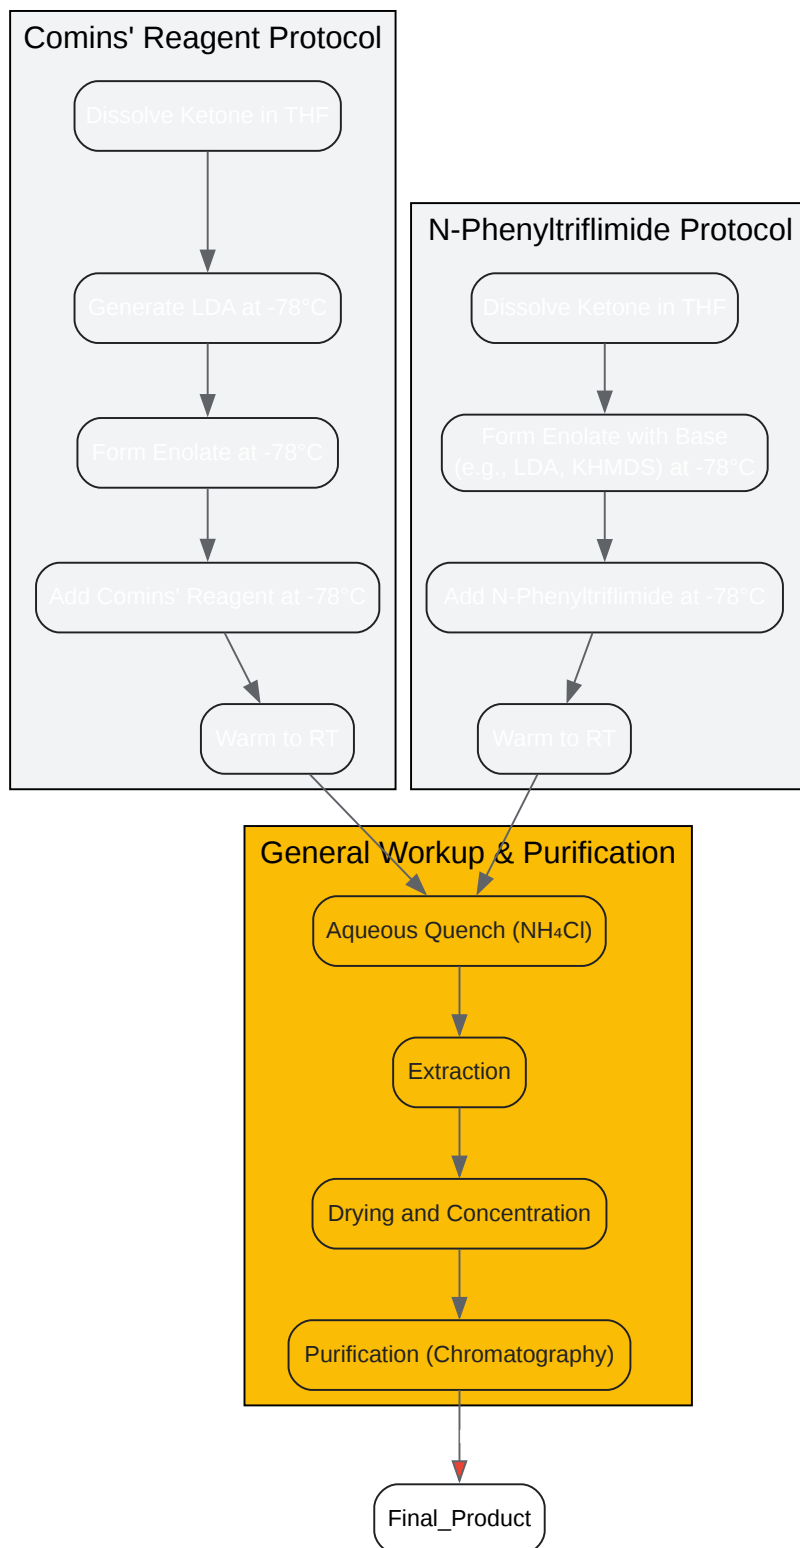 Comins' Reagent Protocol
Dissolve Ketone in THF
Generate LDA at -78°C
Form Enolate at -78°C
Add Comins' Reagent at -78°C
Warm to RT
N-Phenyltriflimide Protocol
Dissolve Ketone in THF
Form Enolate with Base
(e.g., LDA, KHMDS) at -78°C
Add N-Phenyltriflimide at -78°C
Warm to RT
General Workup & Purification
Aqueous Quench (NH₄Cl)
Extraction
Drying and Concentration
Purification (Chromatography)
Final_Product